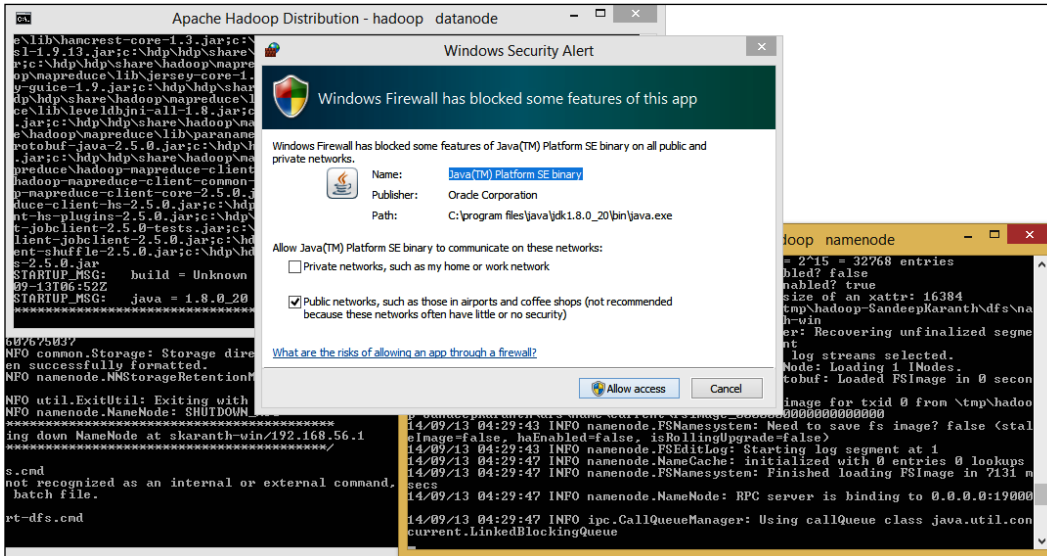 Apache Hadoop Distribution - hadoop datanode
e\lib\hamcrest-core-1.3.jar;c:\
sl-1.9.13.jar;c:\hdp\hdp\share\
r;c:\hdp\hdp\share\hadoop\mapre
op\mapreduce\lib\jersey-core-1.
y-guice-1.9.jar;c:\hdp\hdp\shar
dp\hdp\share\hadoop\mapreduce\l
ce\lib\leveldbjni-all-1.8.jar;c
.jar;c:\hdp\hdp\share\hadoop\ma
e\hadoop\mapreduce\lib\paraname
rotobuf-java-2.5.0.jar;c:\hdp\h
.jar;c:\hdp\hdp\share\hadoop\ma
preduce\hadoop-mapreduce-client
hadoop-mapreduce-client-common-
p-mapreduce-client-core-2.5.0.j
duce-client-hs-2.5.0.jar;c:\hdp
nt-hs-plugins-2.5.0.jar;c:\hdp\
t-jobclient-2.5.0-tests.jar;c:\
lient-jobclient-2.5.0.jar;c:\hd
ent-shuffle-2.5.0.jar;c:\hdp\hd
s-2.5.0.jar
STARTUP_MSG:   build = Unknown
09-13T06:52Z
STARTUP_MSG:   java = 1.8.0_20
Windows Security Alert
Windows Firewall has blocked some features of this app
Windows Firewall has blocked some features of Java(TM) Platform SE binary on all public and
private networks.
Name: Java(TM) Platform SE binary
Publisher: Oracle Corporation
Path: C:\program files\java\jdk1.8.0_20\bin\java.exe
Allow Java(TM) Platform SE binary to communicate on these networks:
Private networks, such as my home or work network
Public networks, such as those in airports and coffee shops (not recommended
because these networks often have little or no security)
What are the risks of allowing an app through a firewall?
Allow access
Cancel
607675037
NFO common.Storage: Storage dire
en successfully formatted.
NFO namenode.NNStorageRetentionM
NFO util.ExitUtil: Exiting with
NFO namenode.NameNode: SHUTDOWN_
************************************
ing down NameNode at skaranth-win/192.168.56.1
************************************/
s.cmd
not recognized as an internal or external command,
batch file.
rt-dfs.cmd
doop namenode
= 2^15 = 32768 entries
bled? false
nabled? true
size of an xattr: 16384
tmp\hadoop-SandeepKaranth\dfs\na
h-win
er: Recovering unfinalized segme
nt
log streams selected.
Node: Loading 1 INodes.
tobuf: Loaded FSImage in 0 secon
image for txid 0 from \tmp\hadoo
p-SandeepKaranth\dfs\name\current\fsimage_0000000000000000000
14/09/13 04:29:43 INFO namenode.FSNamesystem: Need to save fs image? false (stal
eImage=false, haEnabled=false, isRollingUpgrade=false)
14/09/13 04:29:43 INFO namenode.FSEditLog: Starting log segment at 1
14/09/13 04:29:47 INFO namenode.NameCache: initialized with 0 entries 0 lookups
14/09/13 04:29:47 INFO namenode.FSNamesystem: Finished loading FSImage in 7131 m
secs
14/09/13 04:29:47 INFO namenode.NameNode: RPC server is binding to 0.0.0.0:19000
14/09/13 04:29:47 INFO ipc.CallQueueManager: Using callQueue class java.util.con
current.LinkedBlockingQueue